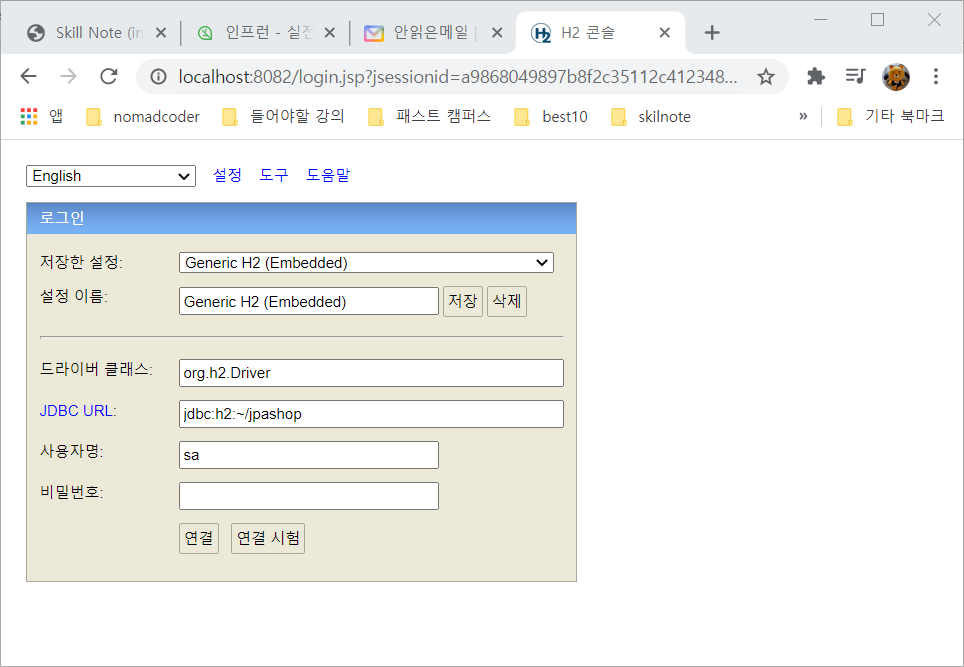 Skill Note (in
인프런 - 실전
안읽은메일
H2 콘솔
localhost:8082/login.jsp?jsessionid=a9868049897b8f2c35112c412348...
앱 nomadcoder 들어야할 강의 패스트 캠퍼스 best10 skilnote » 기타 북마크
English 설정 도구 도움말
로그인
저장한 설정: Generic H2 (Embedded)
설정 이름: Generic H2 (Embedded) 저장 삭제
드라이버 클래스: org.h2.Driver
JDBC URL: jdbc:h2:~/jpashop
사용자명: sa
비밀번호:
연결 연결 시험